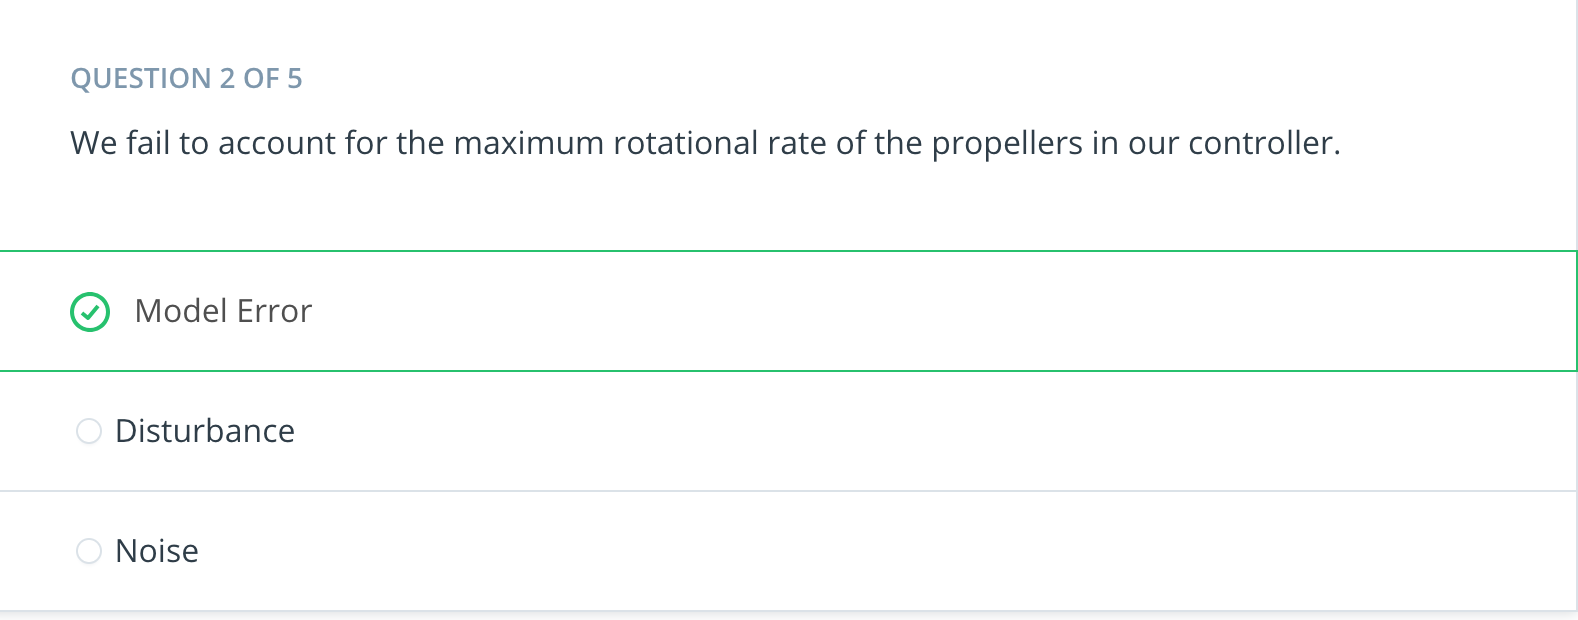 QUESTION 2 OF 5
We fail to account for the maximum rotational rate of the propellers in our controller.
Model Error
Disturbance
Noise